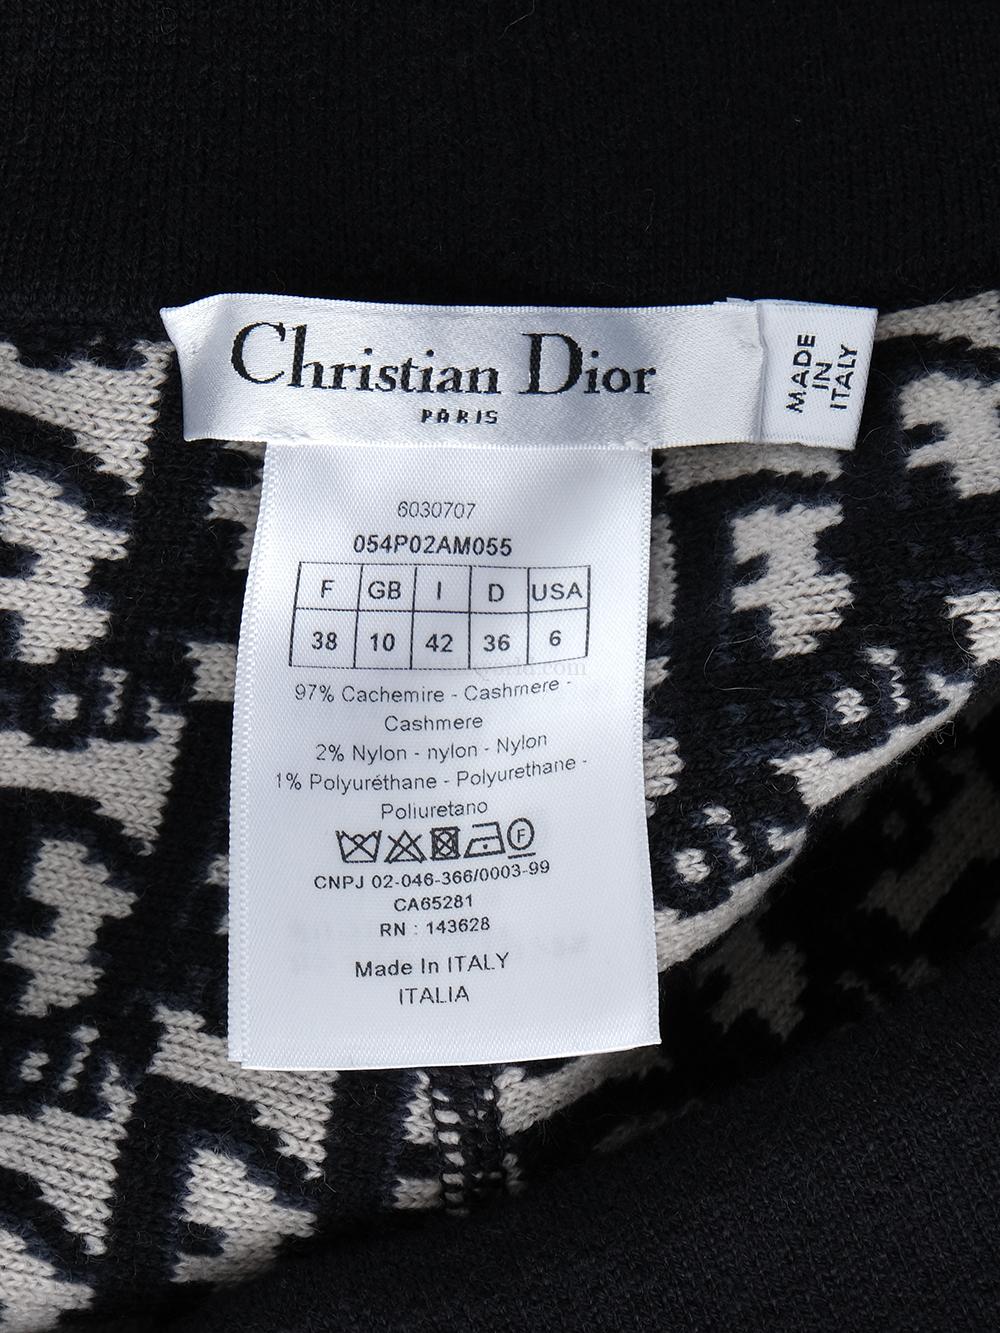 Christian Dior
PARIS
MADE
IN
ITALY
6030707
054P02AM055
F GB I D USA
38 10 42 36 6
97% Cachemire - Cashmere -
Cashmere
2% Nylon - nylon - Nylon
1% Polyuréthane - Polyurethane -
Poliuretano
F
CNPJ 02-046-366/0003-99
CA65281
RN : 143628
Made In ITALY
ITALIA